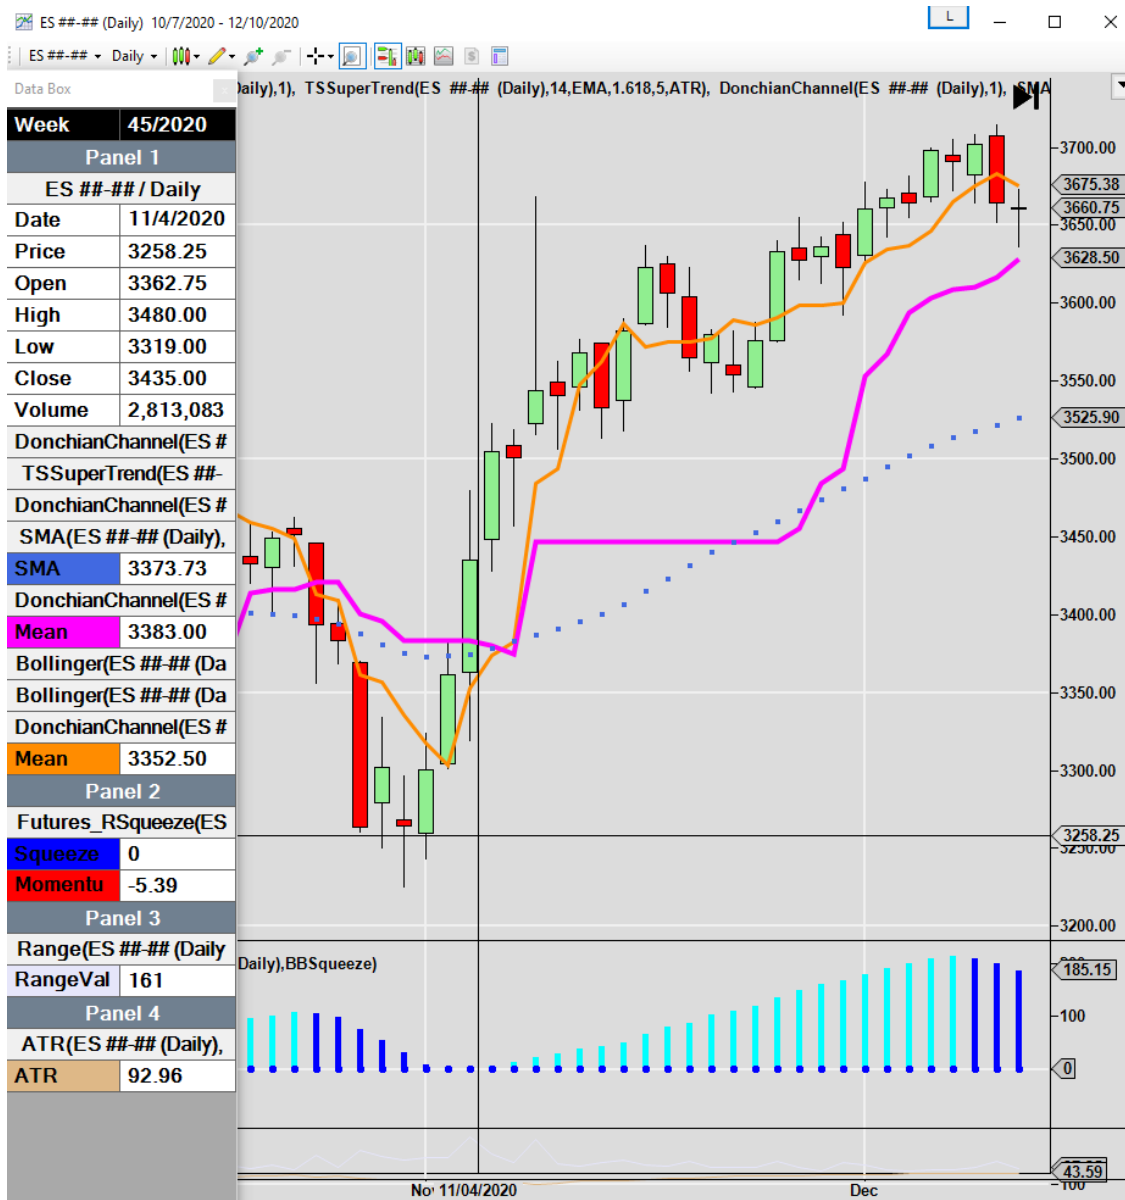 ES ##-## (Daily) 10/7/2020 - 12/10/2020
L
ES ##-## Daily
Data Box
Daily),1), TSSuperTrend(ES ##-## (Daily),14,EMA,1.618,5,ATR), DonchianChannel(ES ##-## (Daily),1), SMA
Week 45/2020
Panel 1
ES ##-## / Daily
Date 11/4/2020
Price 3258.25
Open 3362.75
High 3480.00
Low 3319.00
Close 3435.00
Volume 2,813,083
DonchianChannel(ES #
TSSuperTrend(ES ##-
DonchianChannel(ES #
SMA(ES ##-## (Daily),
SMA 3373.73
DonchianChannel(ES #
Mean 3383.00
Bollinger(ES ##-## (Da
Bollinger(ES ##-## (Da
DonchianChannel(ES #
Mean 3352.50
Panel 2
Futures_RSqueeze(ES
Squeeze 0
Momentu -5.39
Panel 3
Range(ES ##-## (Daily
RangeVal 161
Panel 4
ATR(ES ##-## (Daily),
ATR 92.96
3700.00
3675.38
3660.75
3650.00
3628.50
3600.00
3550.00
3525.90
3500.00
3450.00
3400.00
3350.00
3300.00
3258.25
3250.00
3200.00
Daily),BBSqueeze)
185.15
100
0
43.59
100
11/04/2020
Dec